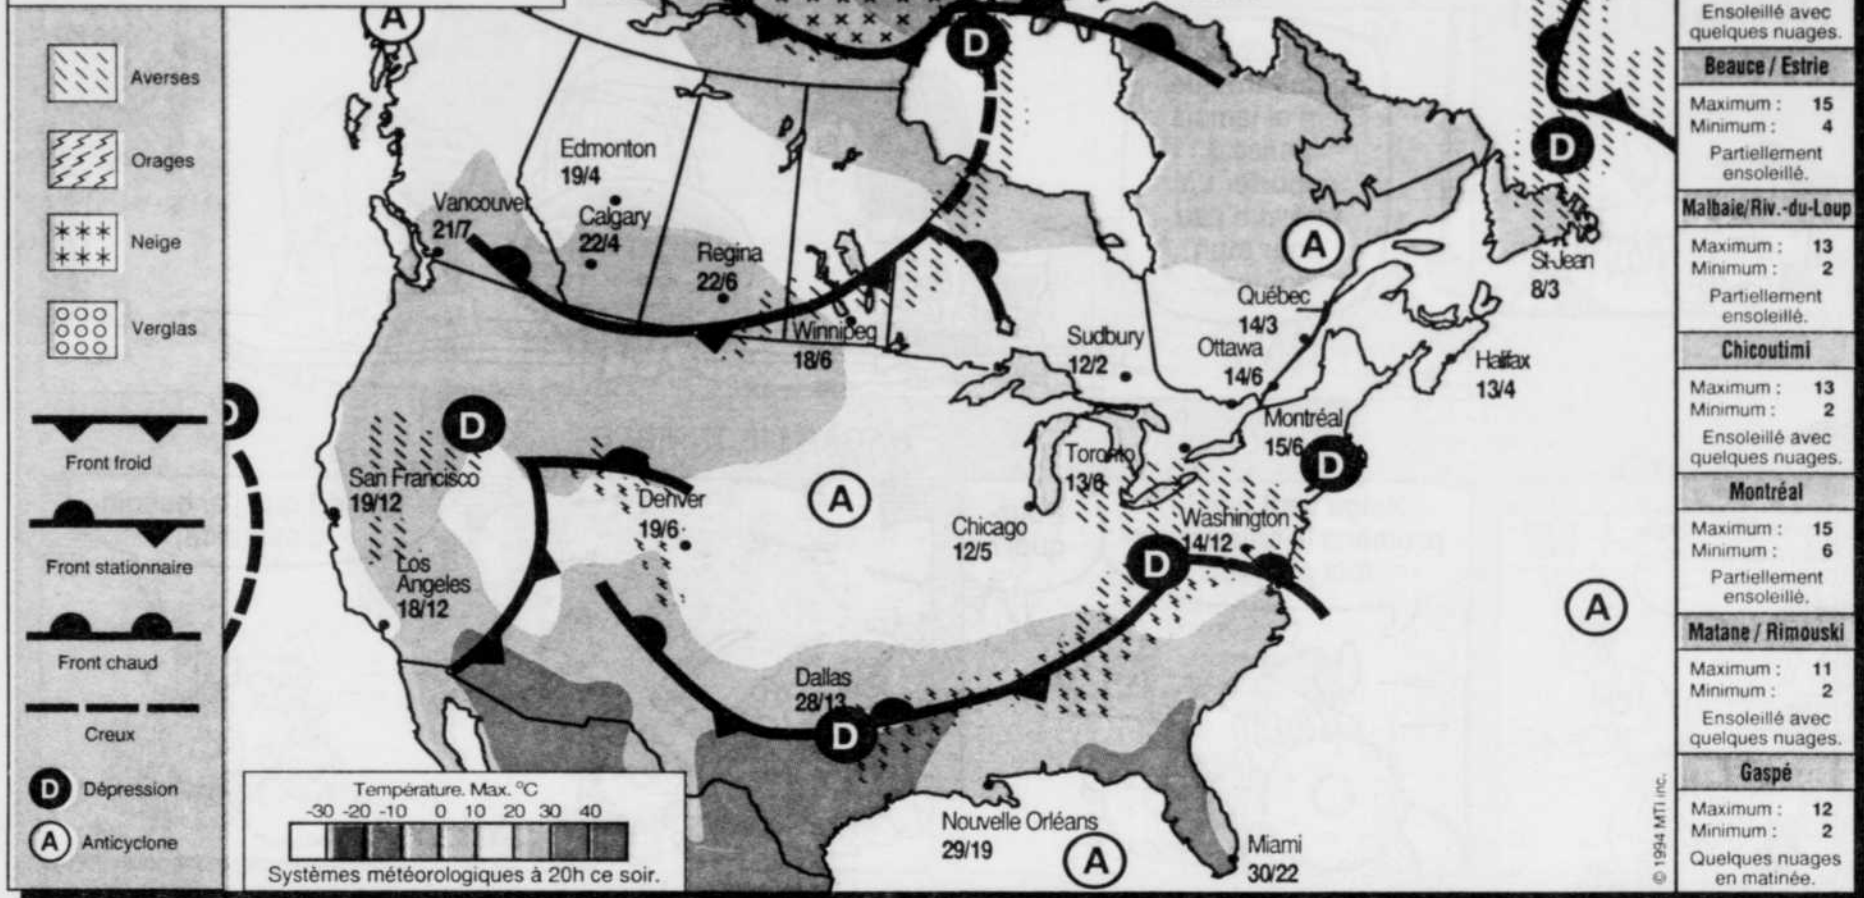 A
Averses
Orages
Neige
Verglas
Front froid
Front stationnaire
Front chaud
Creux
D Dépression
A Anticyclone
D
D
Edmonton
19/4
Vancouver
21/7
Calgary
22/4
Regina
22/6
Winnipeg
18/6
Sudbury
12/2
A
Québec
14/3
Ottawa
14/6
Montréal
15/6
Toronto
13/6
D
St-Jean
8/3
Halifax
13/4
D
D
San Francisco
19/12
Los
Angeles
18/12
Denver
19/6
A
Chicago
12/5
Washington
14/12
D
A
Dallas
28/13
D
Nouvelle Orléans
29/19
A
Miami
30/22
Température. Max. °C
-30 -20 -10 0 10 20 30 40
Systèmes météorologiques à 20h ce soir.
© 1994 MTI inc.
Ensoleillé avec
quelques nuages.
Beauce / Estrie
Maximum : 15
Minimum : 4
Partiellement
ensoleillé.
Malbaie/Riv.-du-Loup
Maximum : 13
Minimum : 2
Partiellement
ensoleillé.
Chicoutimi
Maximum : 13
Minimum : 2
Ensoleillé avec
quelques nuages.
Montréal
Maximum : 15
Minimum : 6
Partiellement
ensoleillé.
Matane / Rimouski
Maximum : 11
Minimum : 2
Ensoleillé avec
quelques nuages.
Gaspé
Maximum : 12
Minimum : 2
Quelques nuages
en matinée.